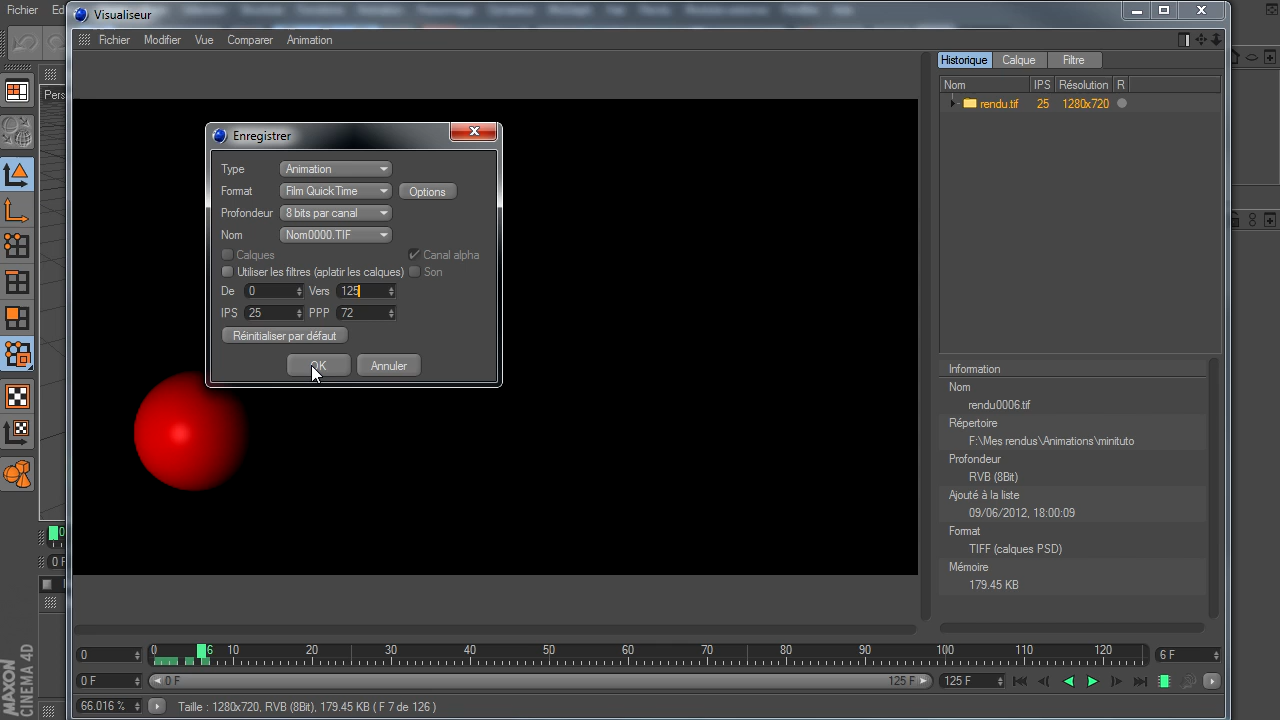 Fichier
Visualiseur
Fichier Modifier Vue Comparer Animation
Historique Calque Filtre
Nom IPS Résolution R
rendu.tif 25 1280x720
Pers
Enregistrer
Type Animation
Format Film QuickTime Options
Profondeur 8 bits par canal
Nom Nom0000.TIF
Calques Canal alpha
Utiliser les filtres (aplatir les calques) Son
De 0 Vers 125
IPS 25 PPP 72
Réinitialiser par défaut
OK Annuler
Information
Nom
rendu0006.tif
Répertoire
F:\Mes rendus\Animations\minituto
Profondeur
RVB (8Bit)
Ajouté à la liste
09/06/2012, 18:00:09
Format
TIFF (calques PSD)
Mémoire
179.45 KB
0 0 6 10 20 30 40 50 60 70 80 90 100 110 120 6 F
0 F 0 F 125 F 125 F
66.016 % Taille : 1280x720, RVB (8Bit), 179.45 KB ( F 7 de 126 )
0
0 F
MAXON
CINEMA 4D